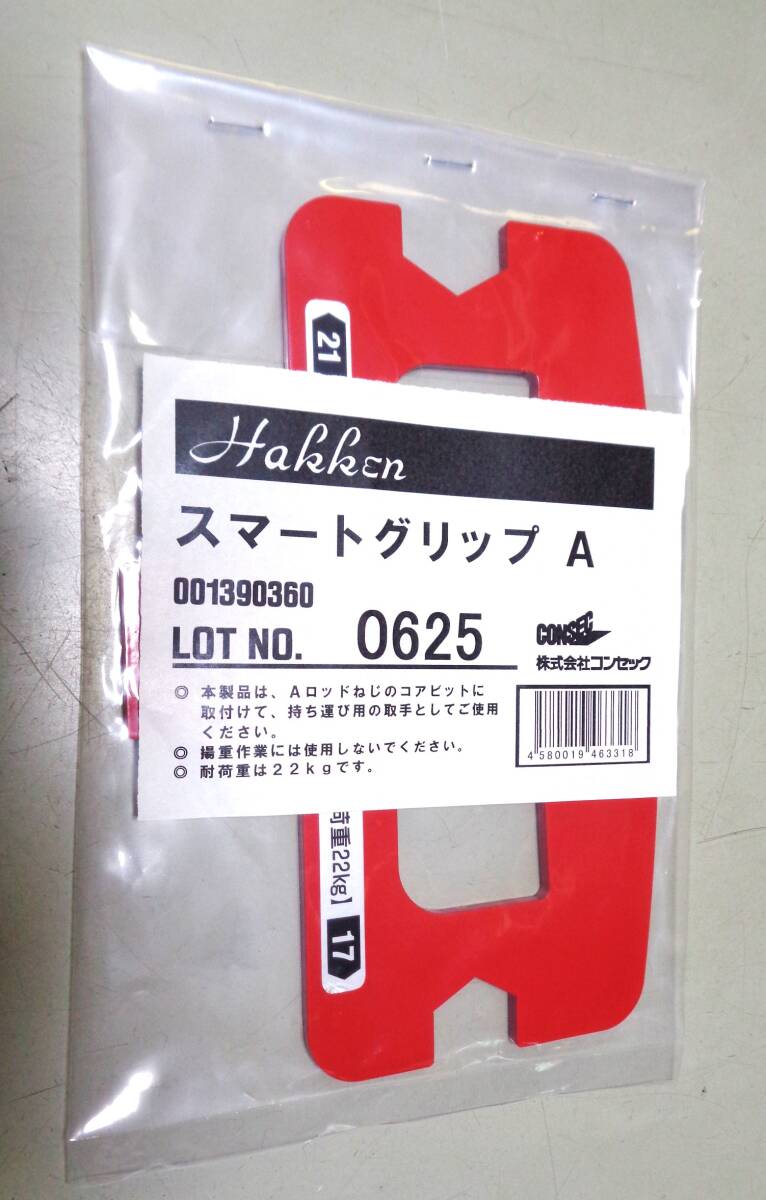 21
Hakken
スマートグリップ A
001390360
LOT NO. 0625
CONSEC
株式会社コンセック
◎ 本製品は、Aロッドねじのコアビットに
取付けて、持ち運び用の取手としてご使用
ください。
◎ 揚重作業には使用しないでください。
◎ 耐荷重は22kgです。
4 580019 463318
荷重22kg】
17